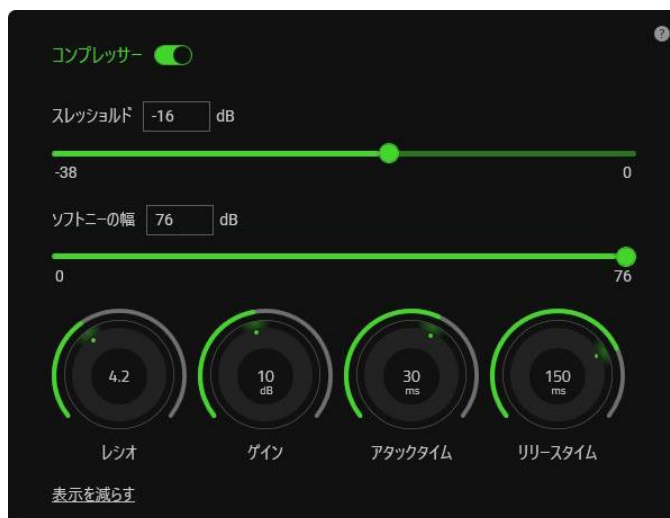 ?
コンプレッサー
スレッショルド -16 dB
-38 0
ソフトニーの幅 76 dB
0 76
4.2 10 30 150
dB ms ms
レシオ ゲイン アタックタイム リリースタイム
表示を減らす